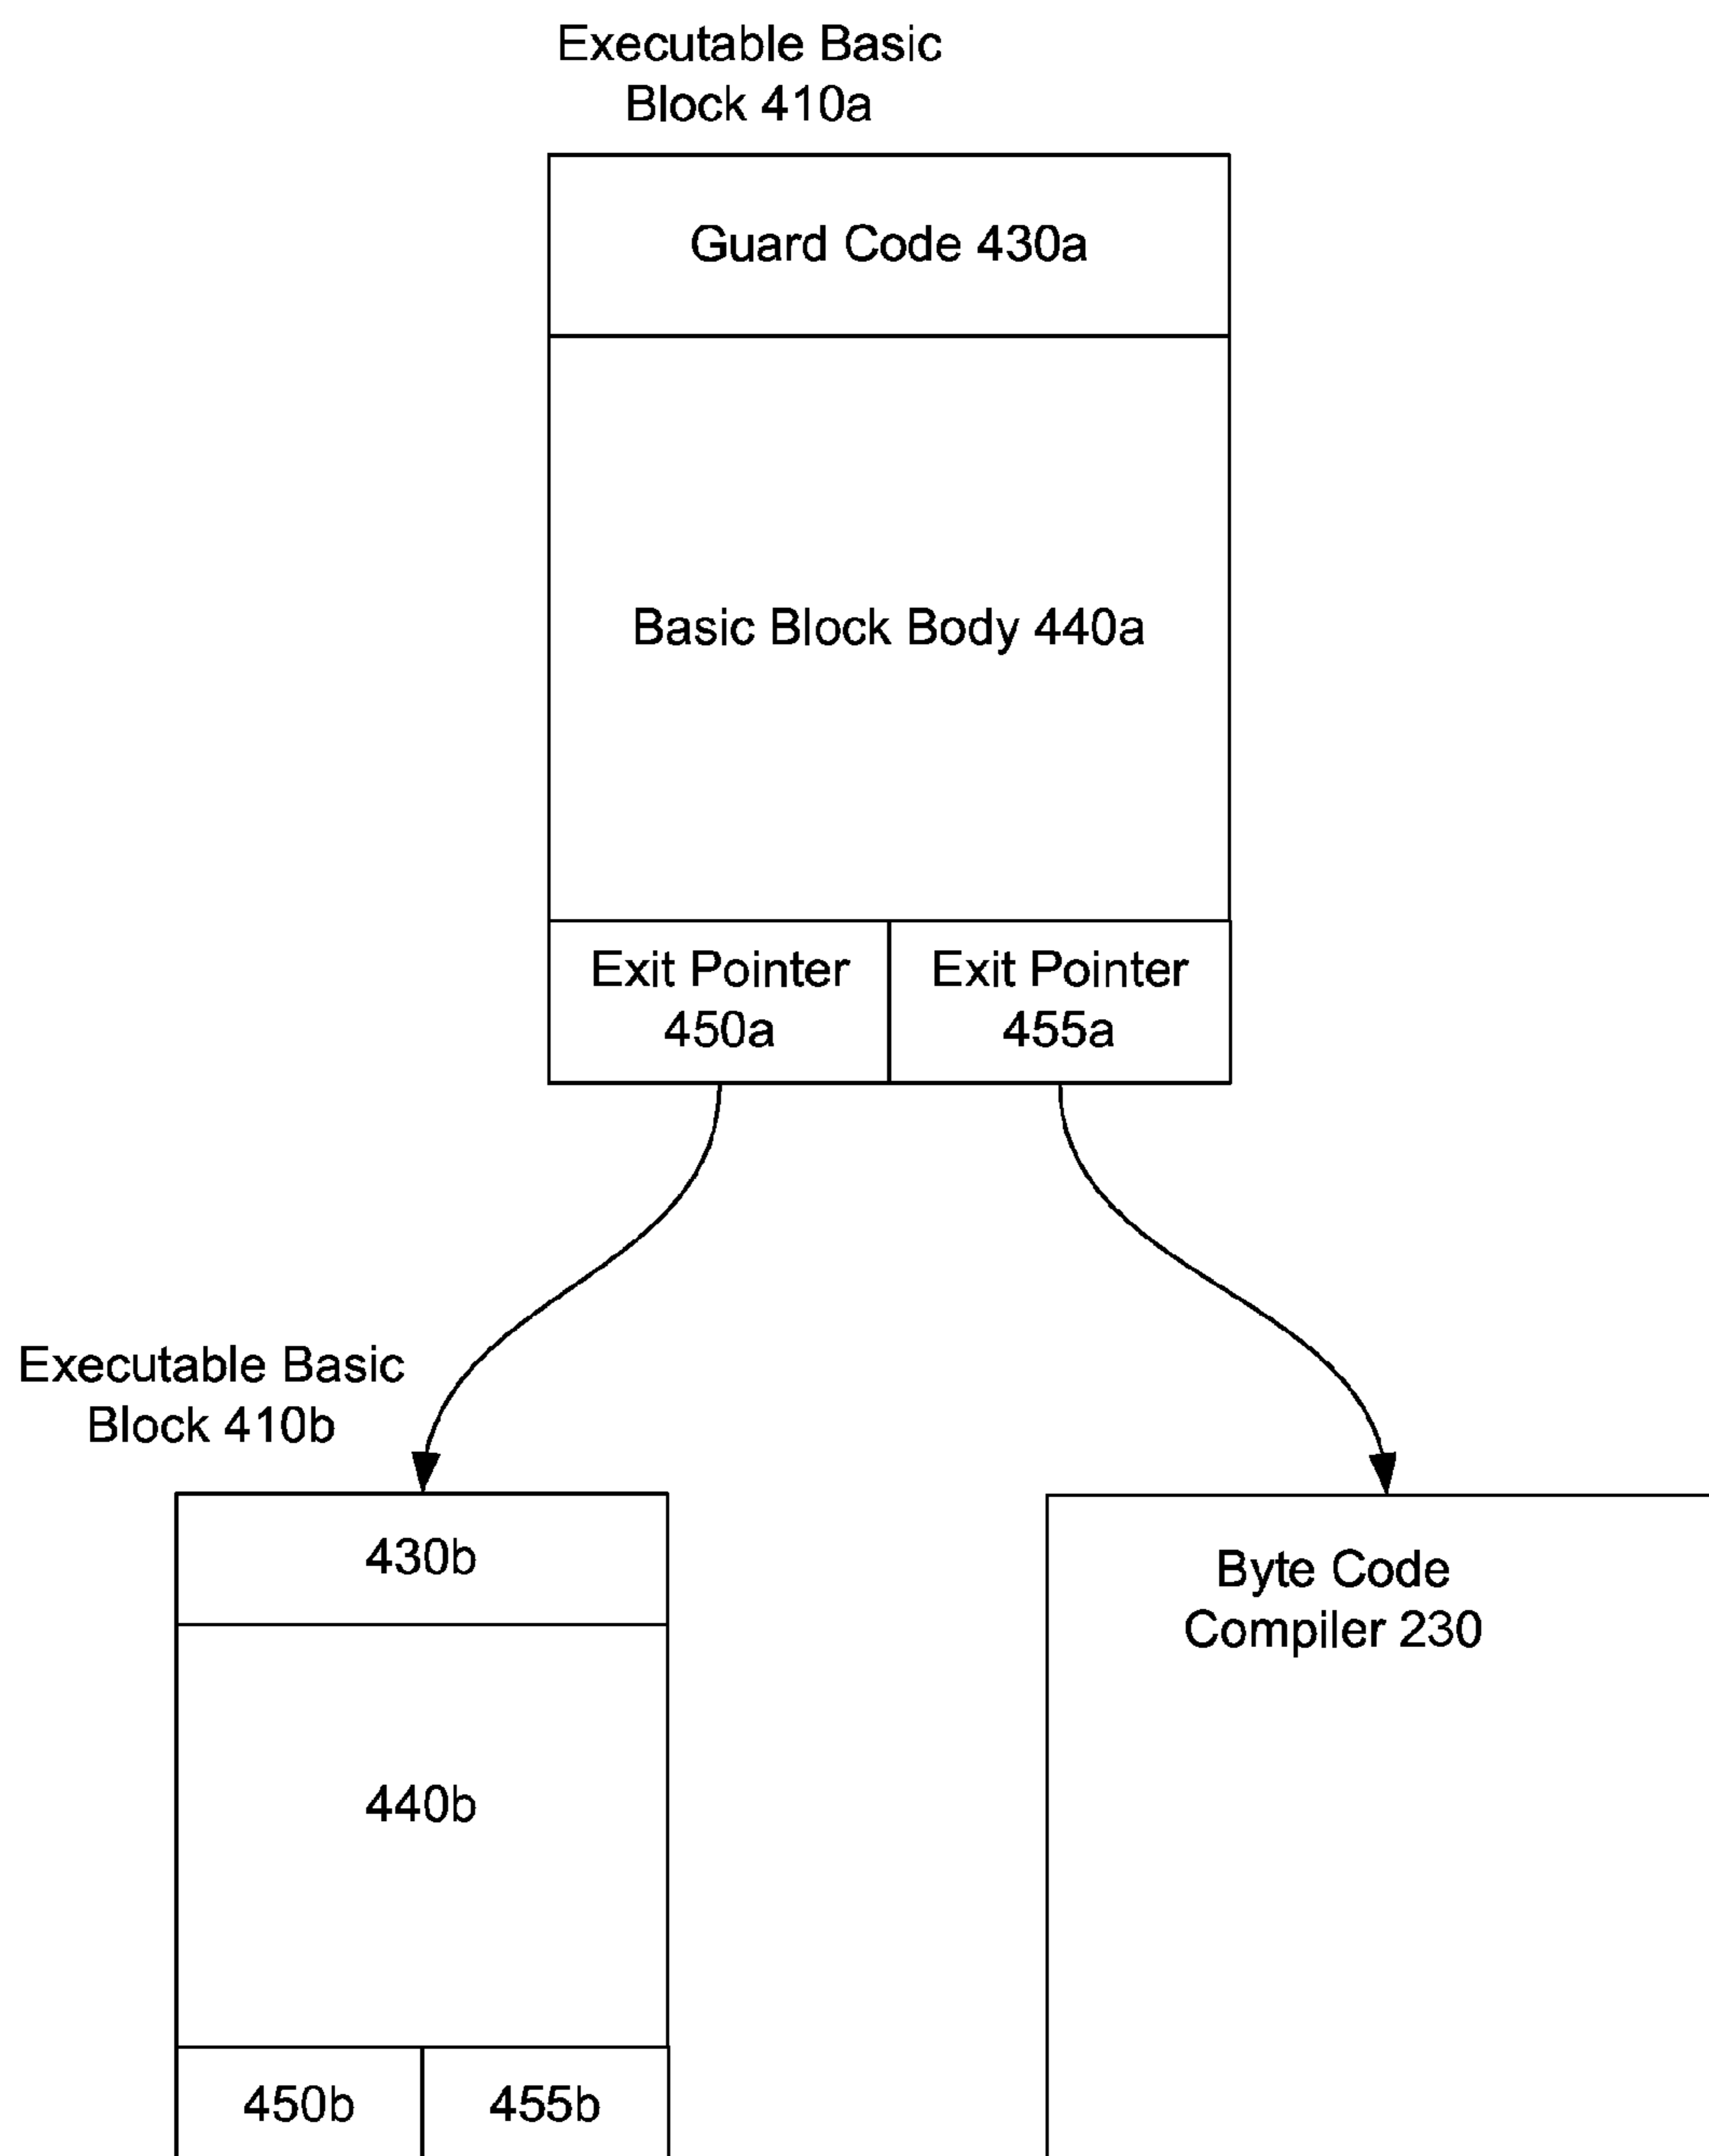 Executable Basic
Block 410a
Guard Code 430a
Basic Block Body 440a
Exit Pointer
450a
Exit Pointer
455a
Executable Basic
Block 410b
430b
440b
450b
455b
Byte Code
Compiler 230